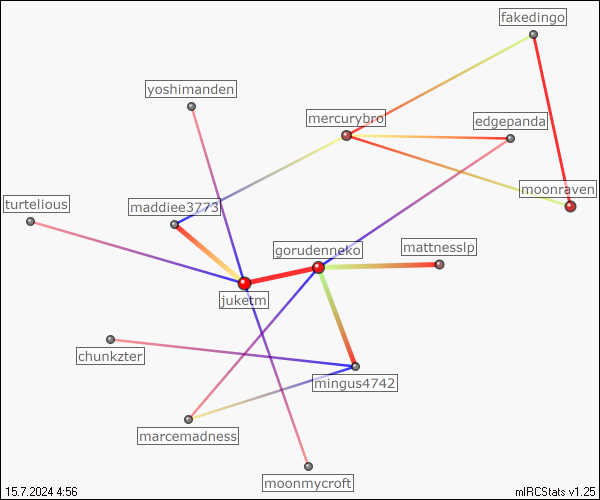 fakedingo
yoshimanden
mercurybro
edgepanda
moonraven
turtelious
maddiee3773
gorudenneko
mattnesslp
juketm
chunkzter
mingus4742
marcemadness
moonmycroft
15.7.2024 4:56
mIRCStats v1.25